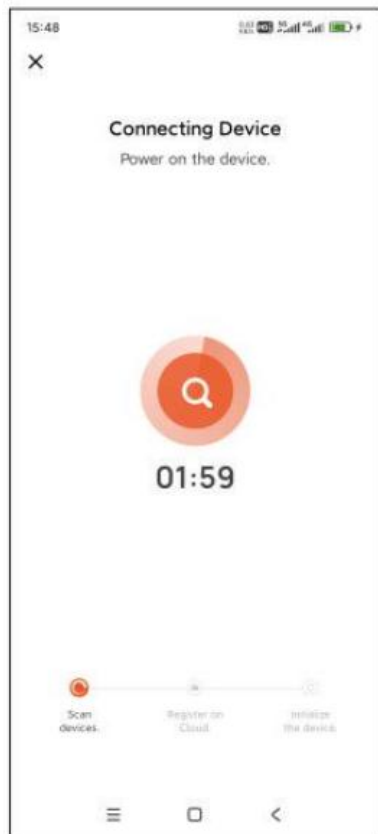 15:48
Connecting Device
Power on the device.
01:59
Scan
devices.
Register on
Cloud.
Initialize
the device.